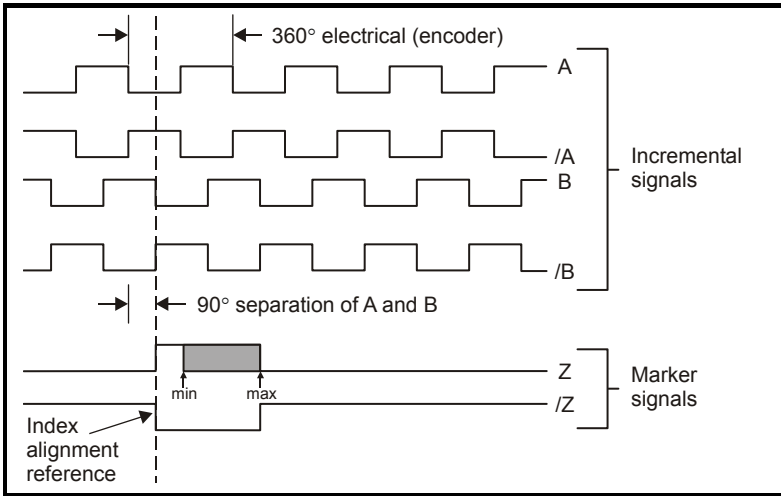 360° electrical (encoder)
A
/A
B
/B
Incremental
signals
90° separation of A and B
Z
min
max
/Z
Marker
signals
Index
alignment
reference